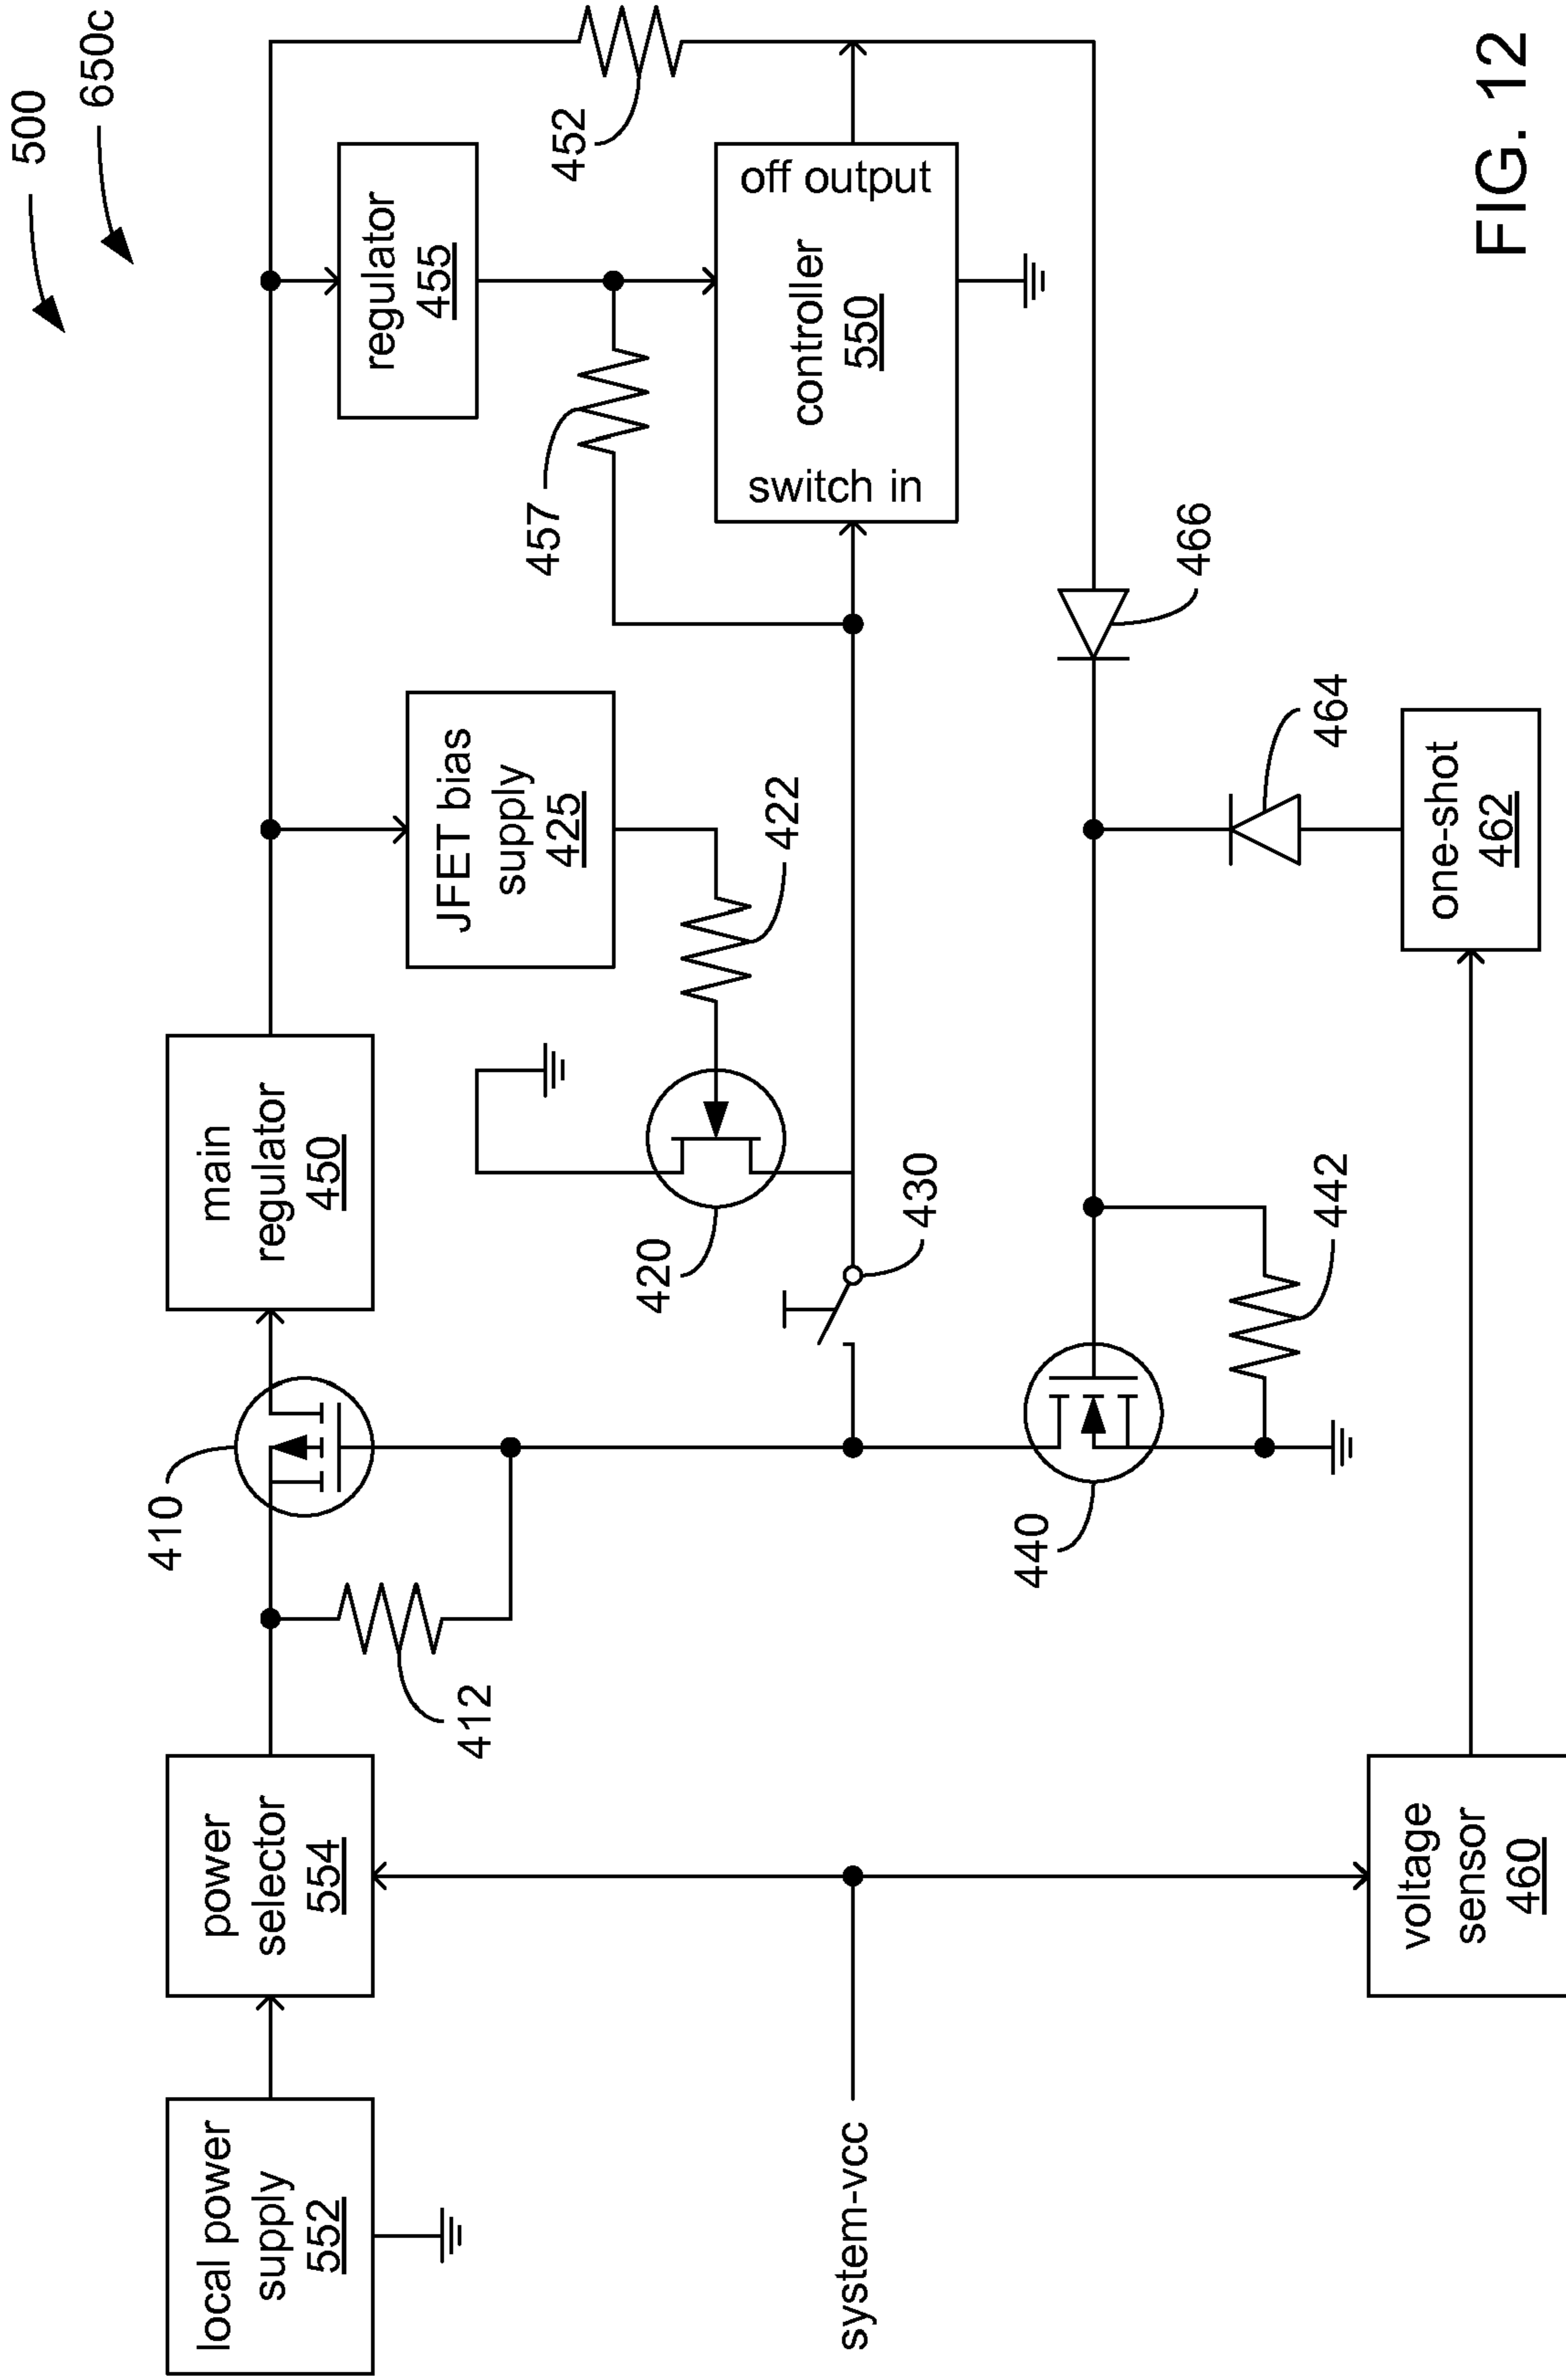 500
650c
local power
supply
552
power
selector
554
410
412
main
regulator
450
JFET bias
supply
425
422
420
regulator
455
452
457
off output
controller
550
switch in
430
system-vcc
440
442
466
464
one-shot
462
voltage
sensor
460
FIG. 12